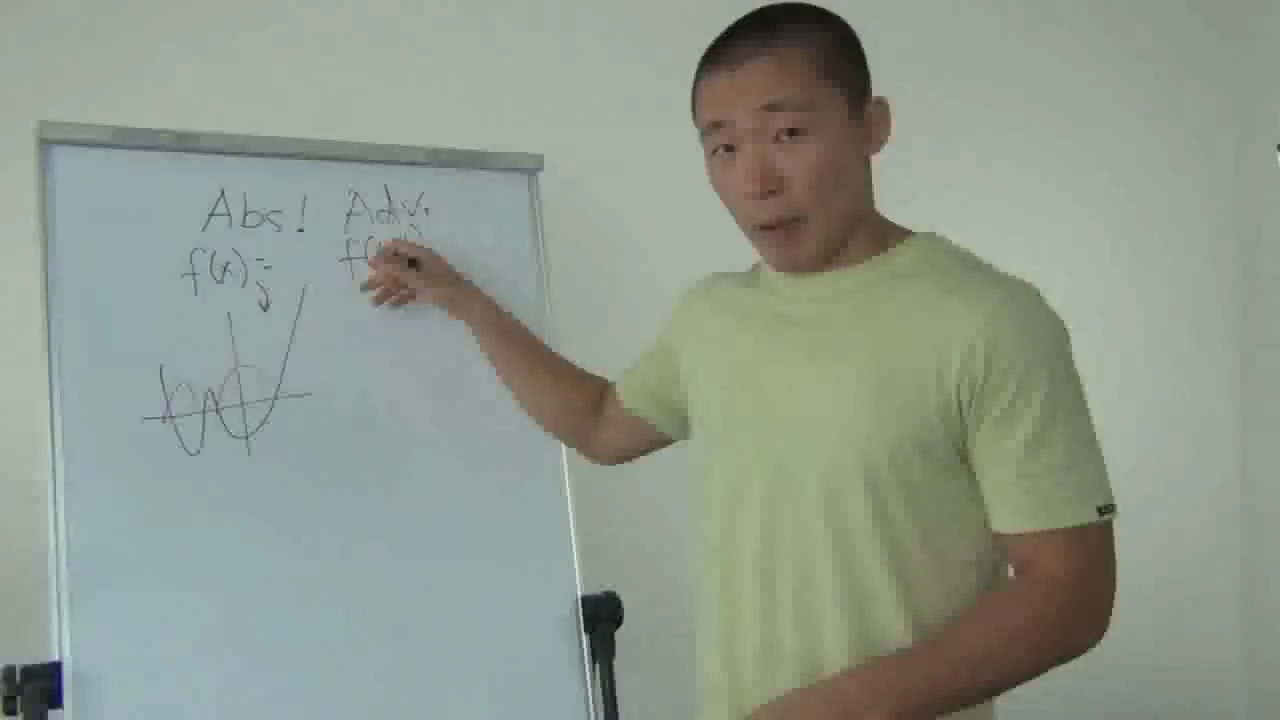 Abs! Adv.
f(x) =